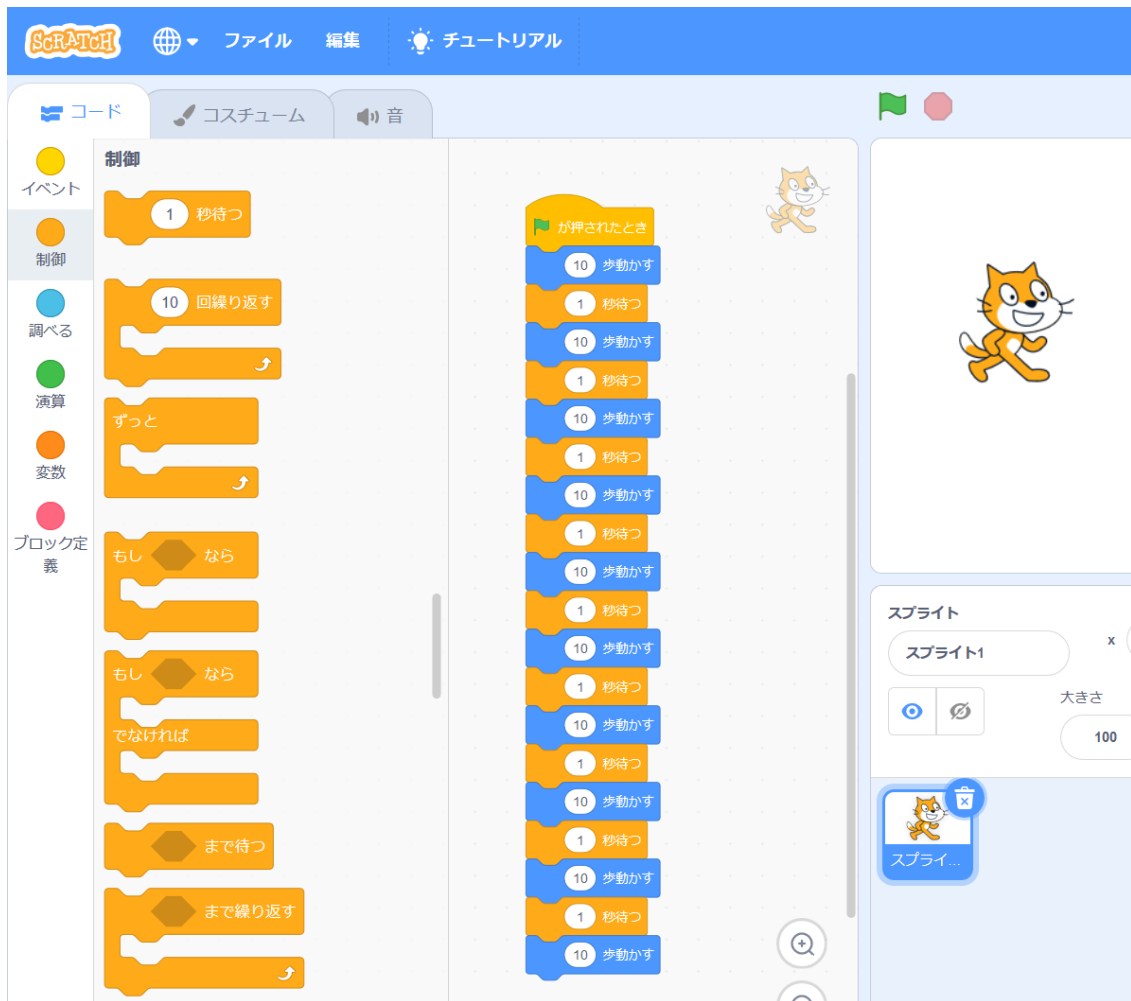 SCRATCH ファイル 編集 チュートリアル
コード コスチューム 音
イベント
制御
調べる
演算
変数
ブロック定
義
制御
1 秒待つ
10 回繰り返す
ずっと
もし なら
もし なら
でなければ
まで待つ
まで繰り返す
が押されたとき
10 歩動かす
1 秒待つ
10 歩動かす
1 秒待つ
10 歩動かす
1 秒待つ
10 歩動かす
1 秒待つ
10 歩動かす
1 秒待つ
10 歩動かす
1 秒待つ
10 歩動かす
1 秒待つ
10 歩動かす
1 秒待つ
10 歩動かす
1 秒待つ
10 歩動かす
スプライト
スプライト1 x
大きさ
100
スプライ...